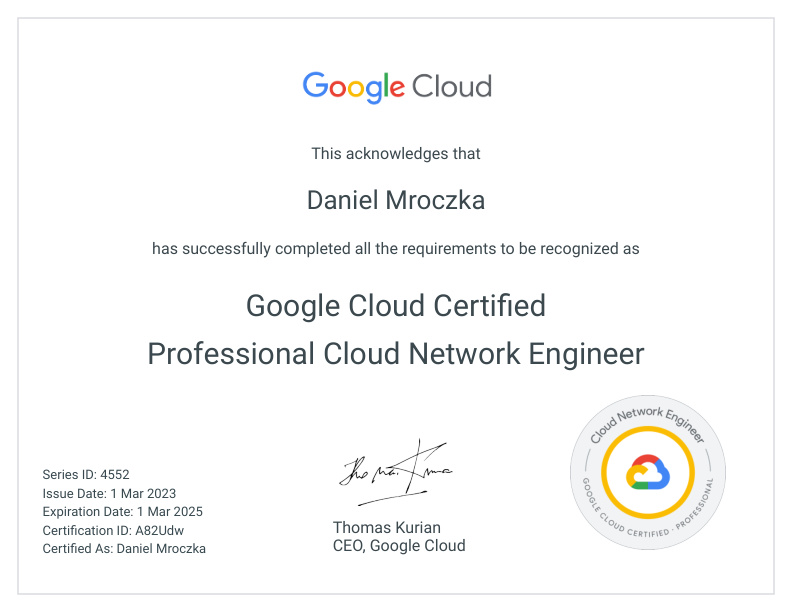 Google Cloud
This acknowledges that
Daniel Mroczka
has successfully completed all the requirements to be recognized as
Google Cloud Certified
Professional Cloud Network Engineer
Series ID: 4552
Issue Date: 1 Mar 2023
Expiration Date: 1 Mar 2025
Certification ID: A82Udw
Certified As: Daniel Mroczka
Thomas Kurian
CEO, Google Cloud
Cloud Network Engineer
GOOGLE CLOUD CERTIFIED · PROFESSIONAL